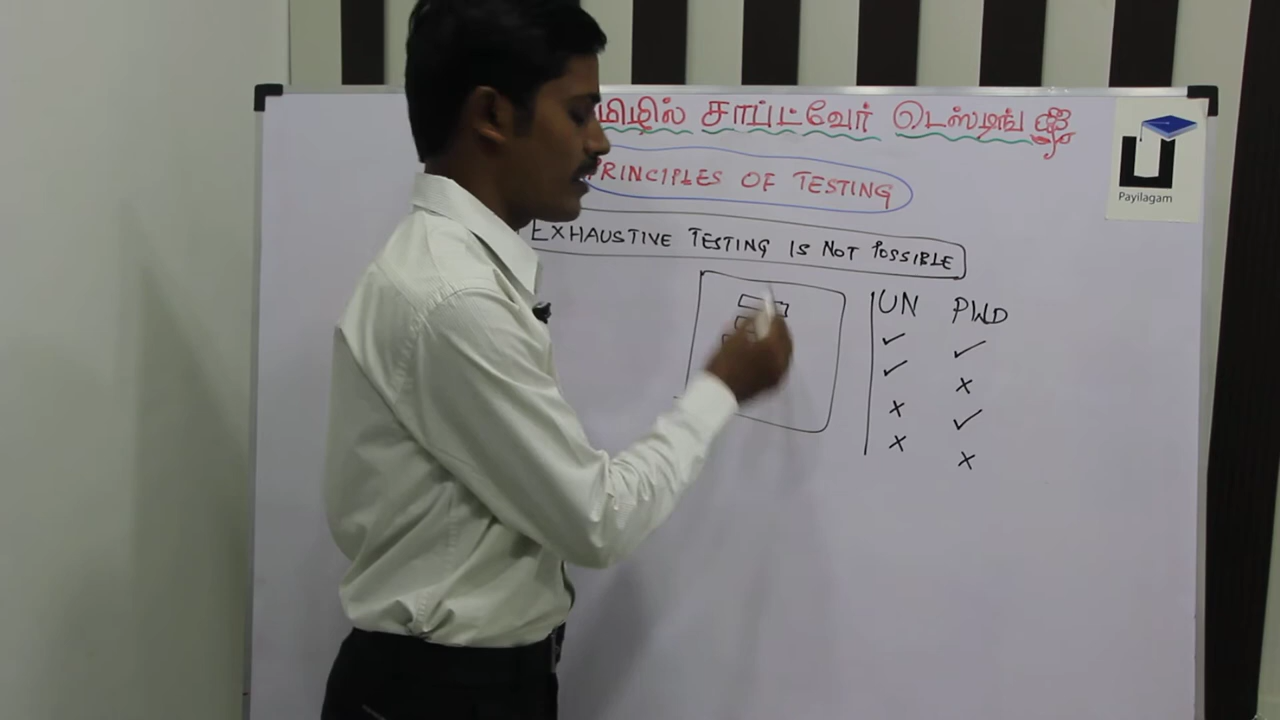 சாப்ட்வேர் டெஸ்டிங்
PRINCIPLES OF TESTING
EXHAUSTIVE TESTING IS NOT POSSIBLE
UN PWD
✓ ✓
✓ x
x ✓
x x
Payilagam